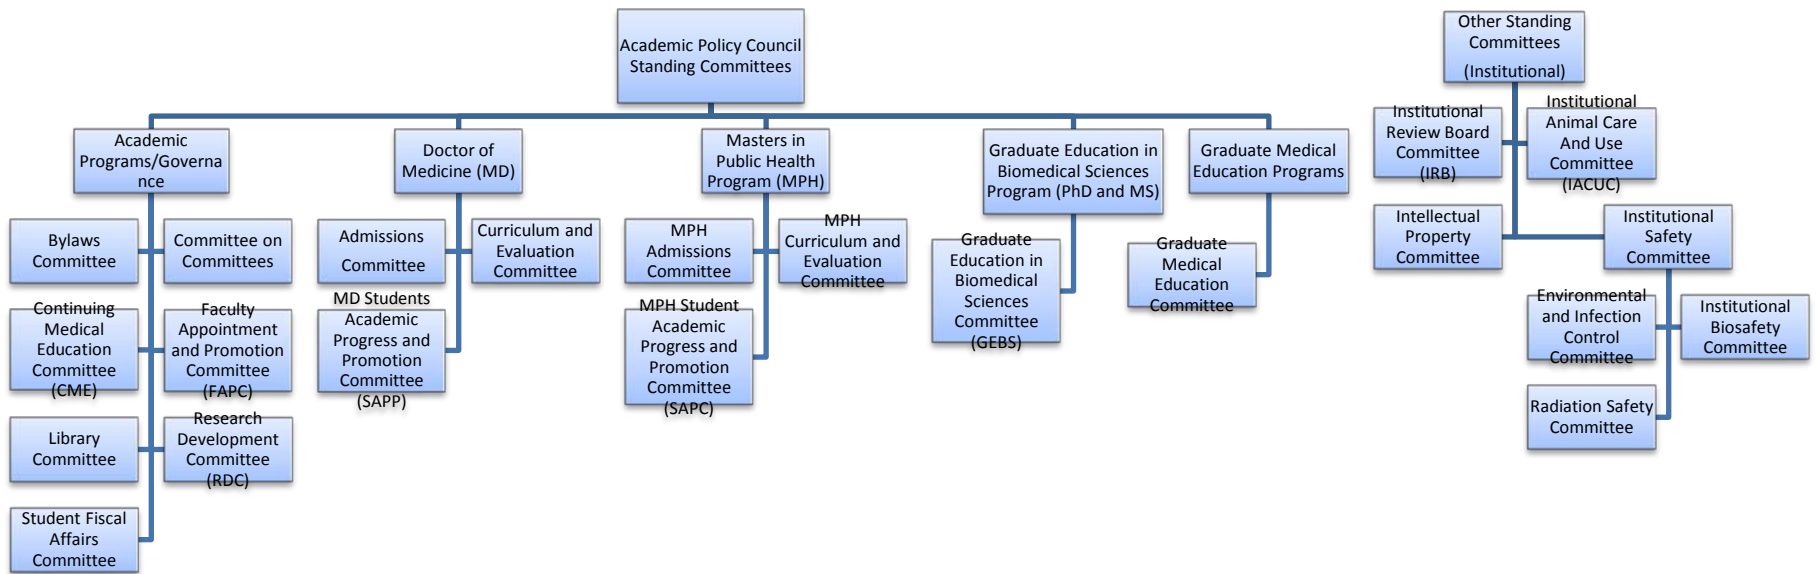 Academic Policy Council
Standing Committees
Other Standing
Committees
(Institutional)
Academic
Programs/Governa
nce
Doctor of
Medicine (MD)
Masters in
Public Health
Program (MPH)
Graduate Education in
Biomedical Sciences
Program (PhD and MS)
Graduate Medical
Education Programs
Institutional
Review Board
Committee
(IRB)
Institutional
Animal Care
And Use
Committee
(IACUC)
Bylaws
Committee
Committee on
Committees
Admissions
Committee
Curriculum and
Evaluation
Committee
MPH
Admissions
Committee
MPH
Curriculum and
Evaluation
Committee
Graduate
Education in
Biomedical
Sciences
Committee
(GEBS)
Graduate
Medical
Education
Committee
Intellectual
Property
Committee
Institutional
Safety
Committee
Continuing
Medical
Education
Committee
(CME)
Faculty
Appointment
and Promotion
Committee
(FAPC)
MD Students
Academic
Progress and
Promotion
Committee
(SAPP)
MPH Student
Academic
Progress and
Promotion
Committee
(SAPC)
Environmental
and Infection
Control
Committee
Institutional
Biosafety
Committee
Library
Committee
Research
Development
Committee
(RDC)
Radiation Safety
Committee
Student Fiscal
Affairs
Committee